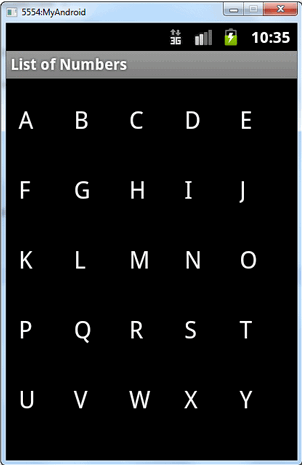 5554:MyAndroid
3G 10:35
List of Numbers
A B C D E
F G H I J
K L M N O
P Q R S T
U V W X Y